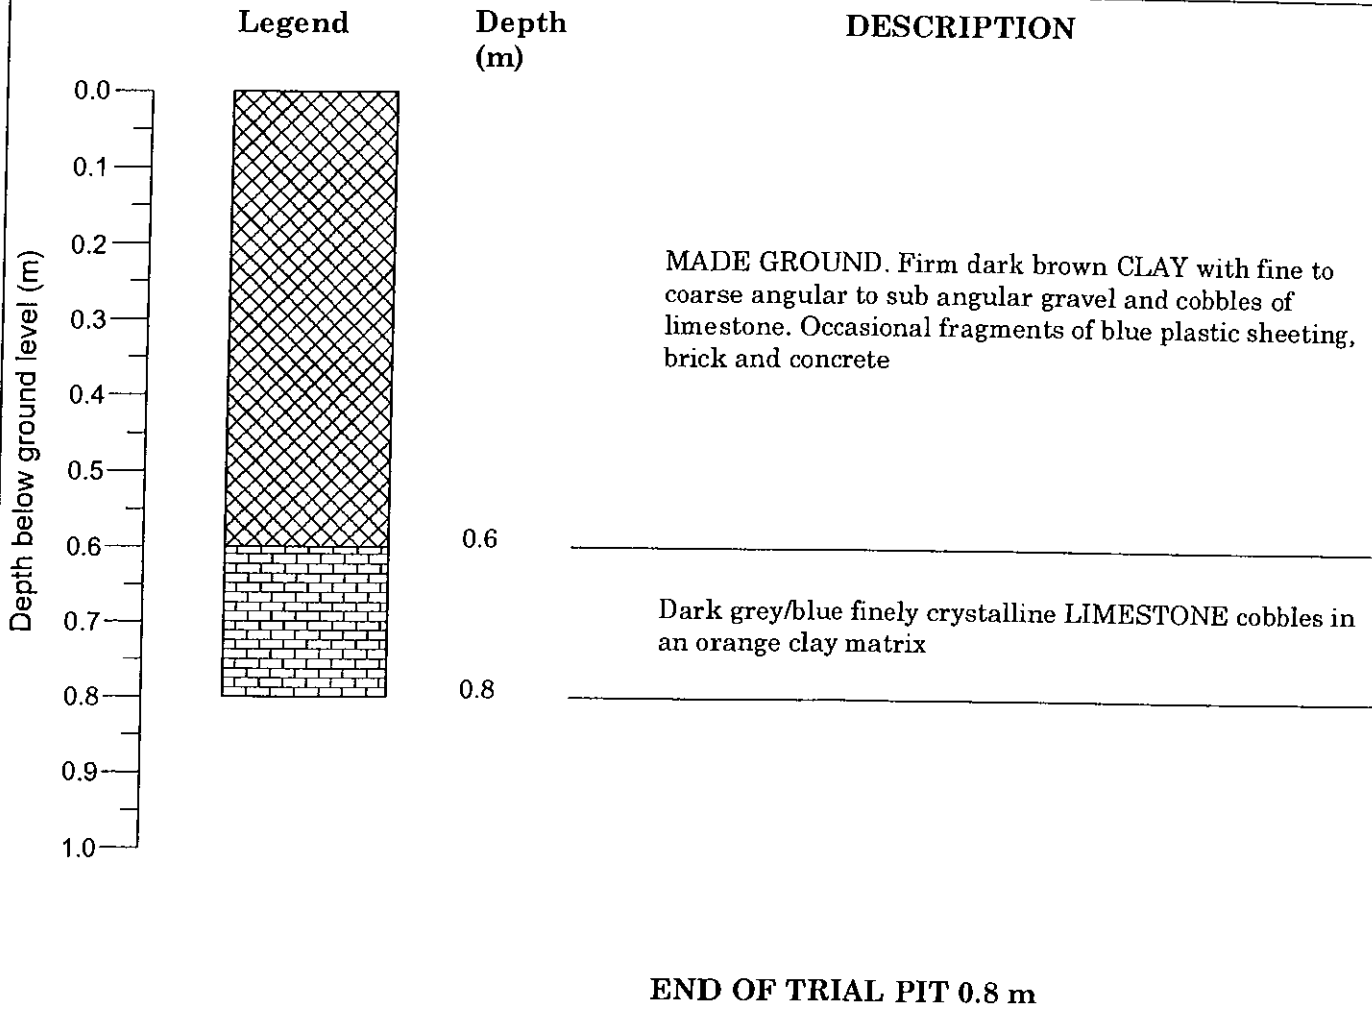 Legend
Depth
(m)
DESCRIPTION
Depth below ground level (m)
0.0
0.1
0.2
0.3
0.4
0.5
0.6
0.7
0.8
0.9
1.0
MADE GROUND. Firm dark brown CLAY with fine to
coarse angular to sub angular gravel and cobbles of
limestone. Occasional fragments of blue plastic sheeting,
brick and concrete
0.6
Dark grey/blue finely crystalline LIMESTONE cobbles in
an orange clay matrix
0.8
END OF TRIAL PIT 0.8 m